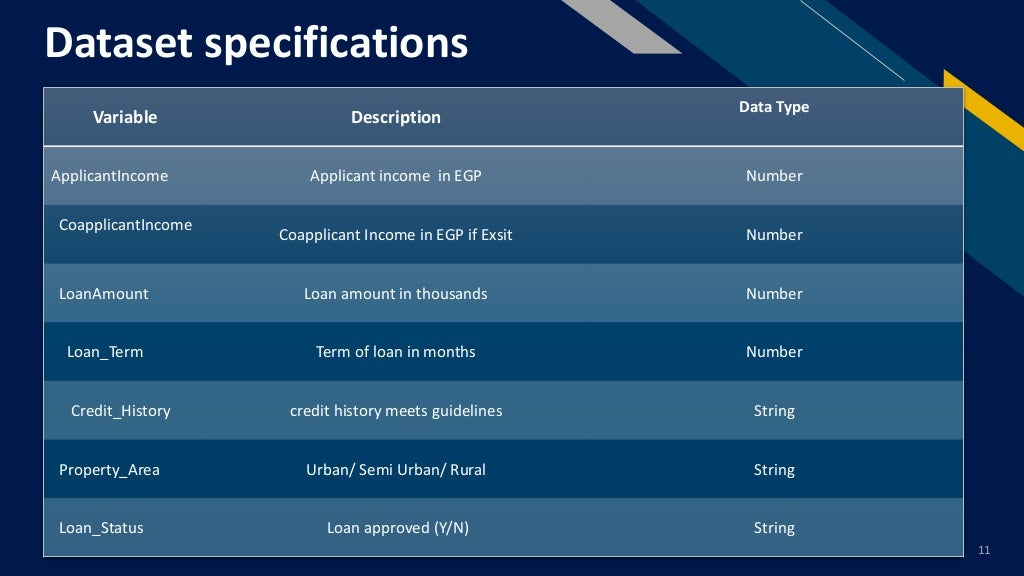 Dataset specifications
Variable Description Data Type
ApplicantIncome Applicant income in EGP Number
CoapplicantIncome Coapplicant Income in EGP if Exsit Number
LoanAmount Loan amount in thousands Number
Loan_Term Term of loan in months Number
Credit_History credit history meets guidelines String
Property_Area Urban/ Semi Urban/ Rural String
Loan_Status Loan approved (Y/N) String
11